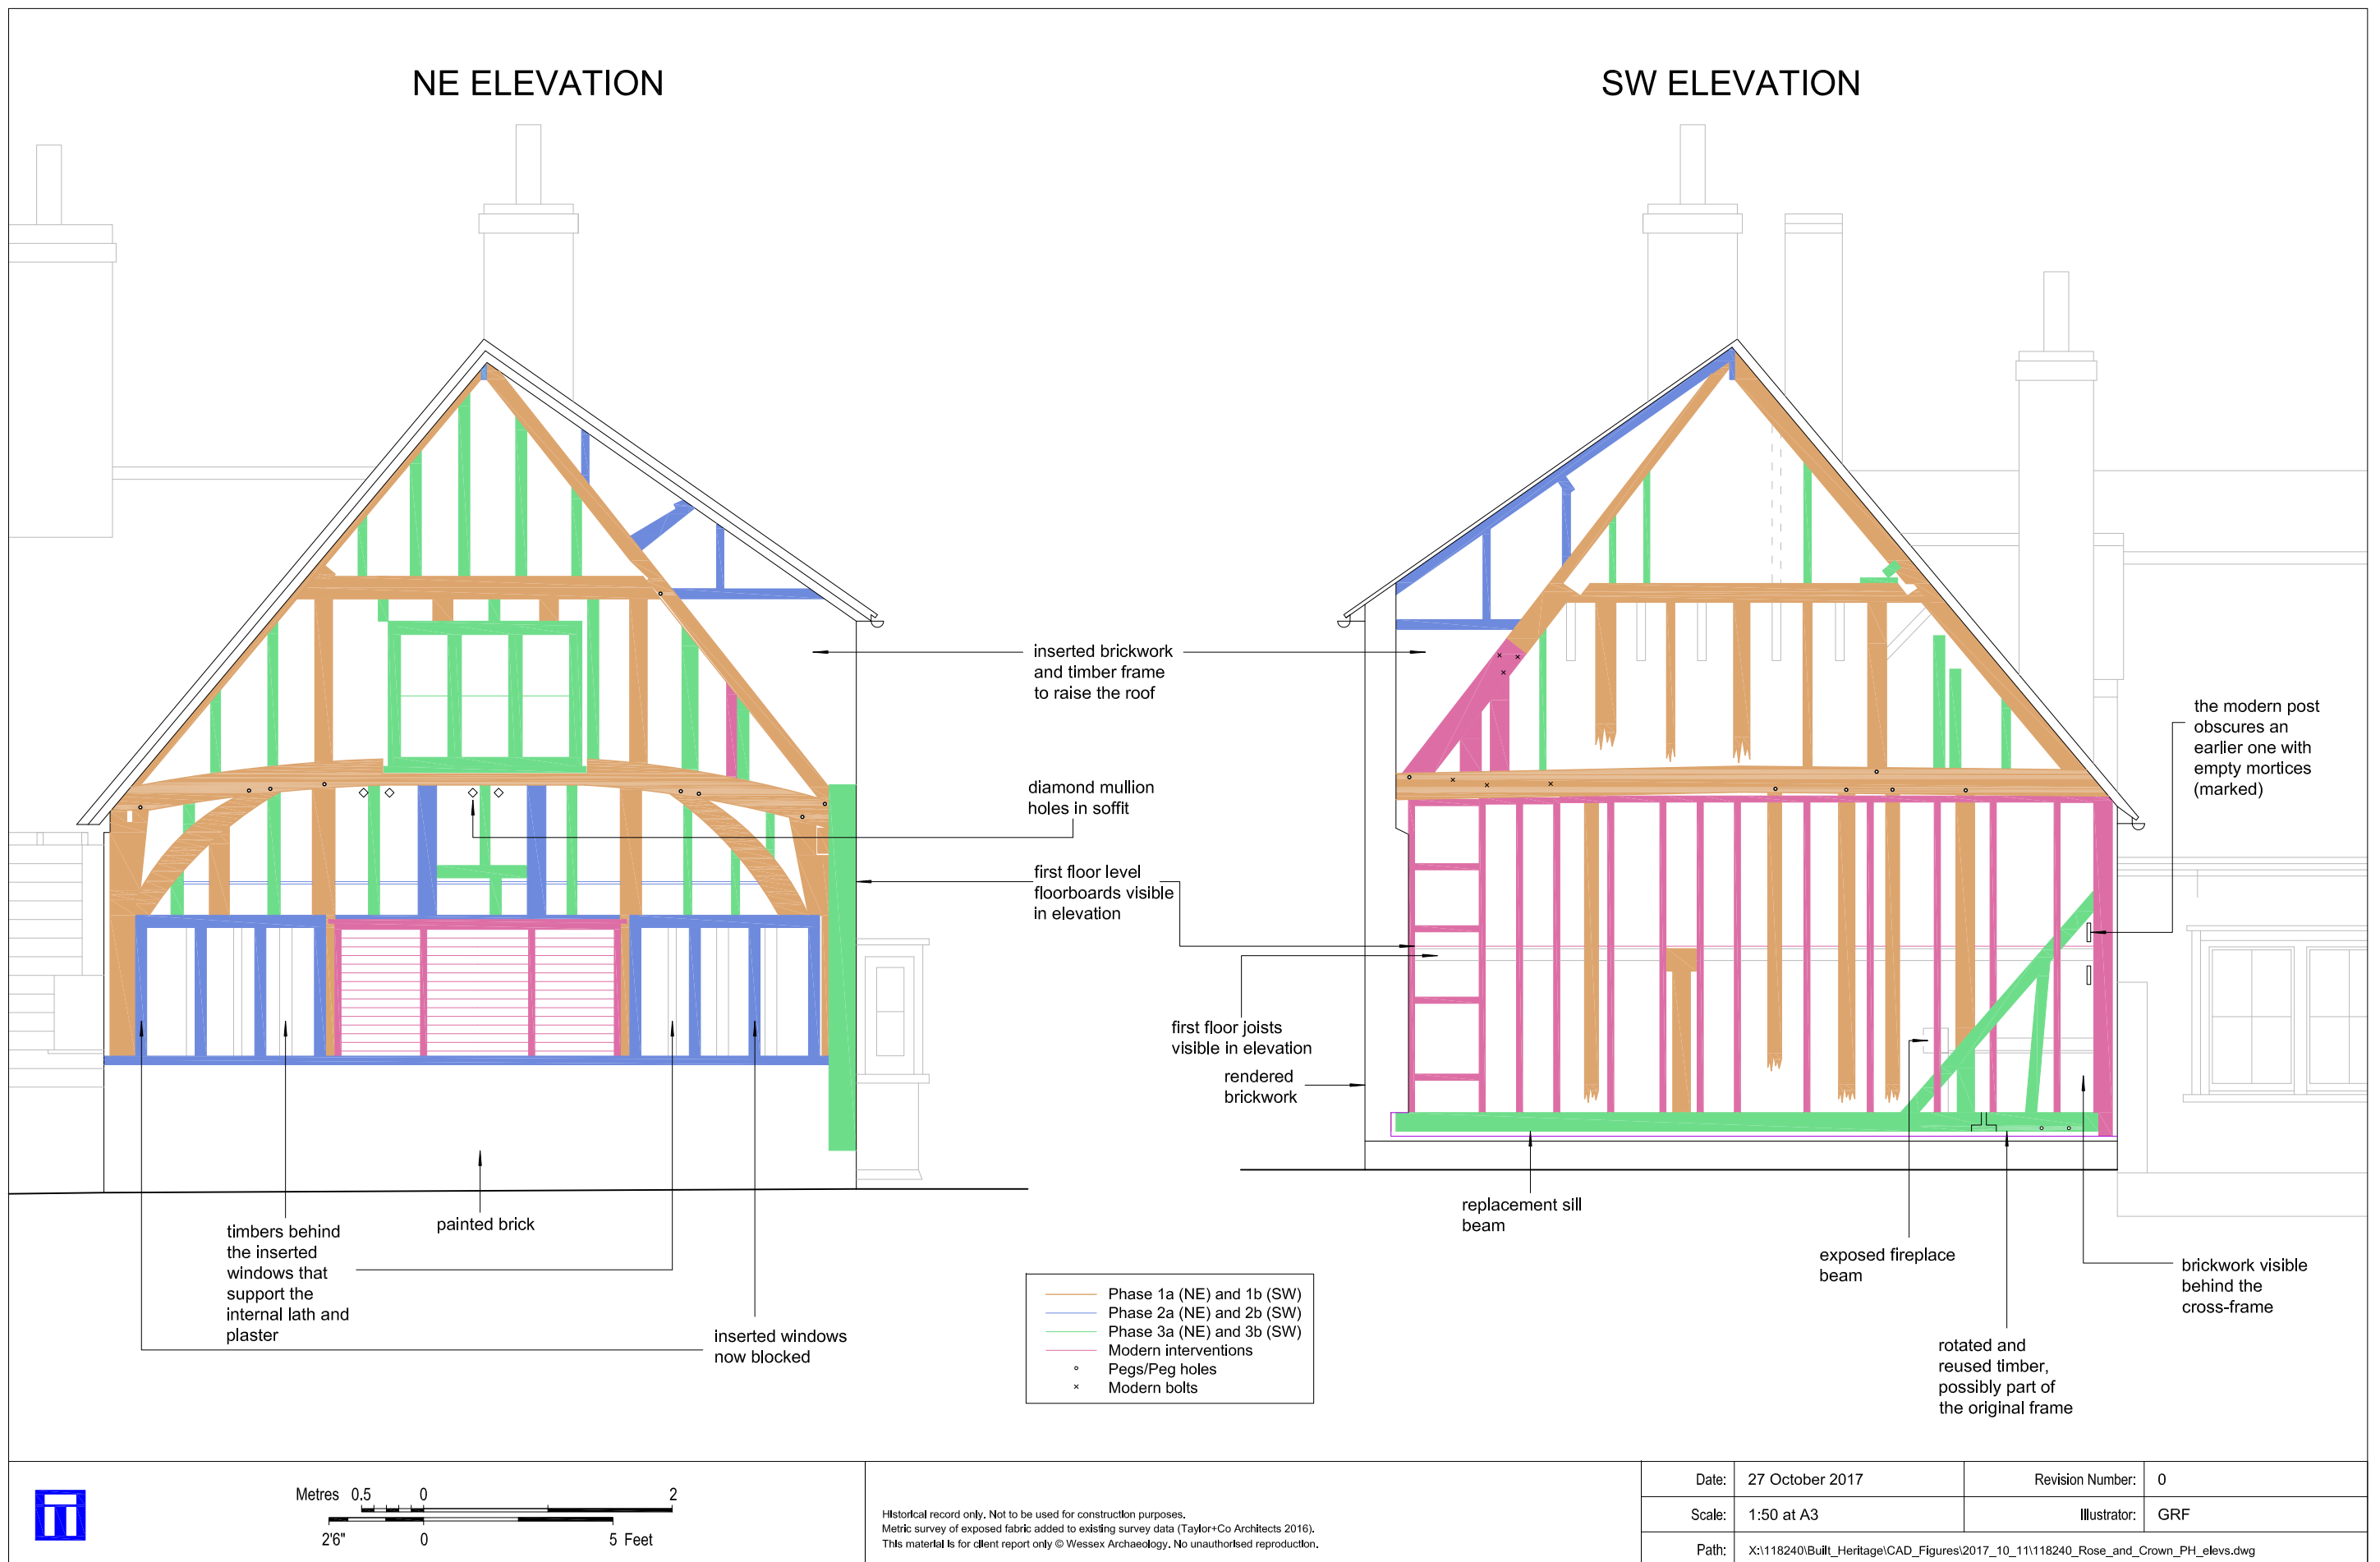 NE ELEVATION
SW ELEVATION
inserted brickwork
and timber frame
to raise the roof
diamond mullion
holes in soffit
first floor level
floorboards visible
in elevation
the modern post
obscures an
earlier one with
empty mortices
(marked)
first floor joists
visible in elevation
rendered
brickwork
timbers behind
the inserted
windows that
support the
internal lath and
plaster
painted brick
inserted windows
now blocked
replacement sill
beam
exposed fireplace
beam
brickwork visible
behind the
cross-frame
rotated and
reused timber,
possibly part of
the original frame
Phase 1a (NE) and 1b (SW)
Phase 2a (NE) and 2b (SW)
Phase 3a (NE) and 3b (SW)
Modern interventions
Pegs/Peg holes
Modern bolts
Metres 0.5 0 2
2'6" 0 5 Feet
Historical record only. Not to be used for construction purposes.
Metric survey of exposed fabric added to existing survey data (Taylor+Co Architects 2016).
This material is for client report only © Wessex Archaeology. No unauthorised reproduction.
Date: 27 October 2017 Revision Number: 0
Scale: 1:50 at A3 Illustrator: GRF
Path: X:\118240\Built_Heritage\CAD_Figures\2017_10_11\118240_Rose_and_Crown_PH_elevs.dwg